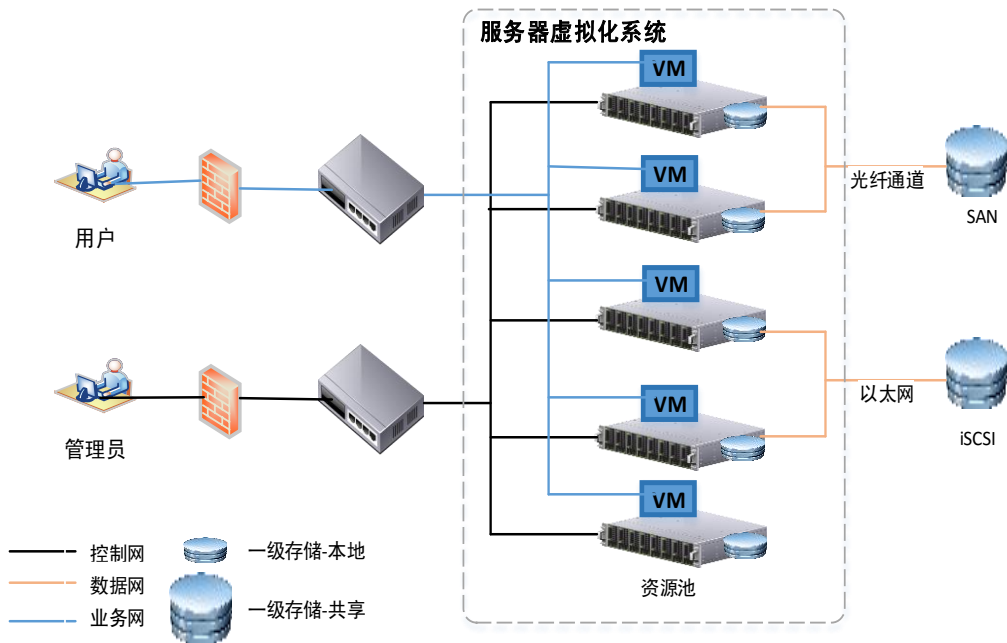 服务器虚拟化系统
VM
VM
光纤通道
用户
SAN
VM
VM
以太网
管理员
iSCSI
VM
控制网
一级存储-本地
数据网
资源池
业务网
一级存储-共享